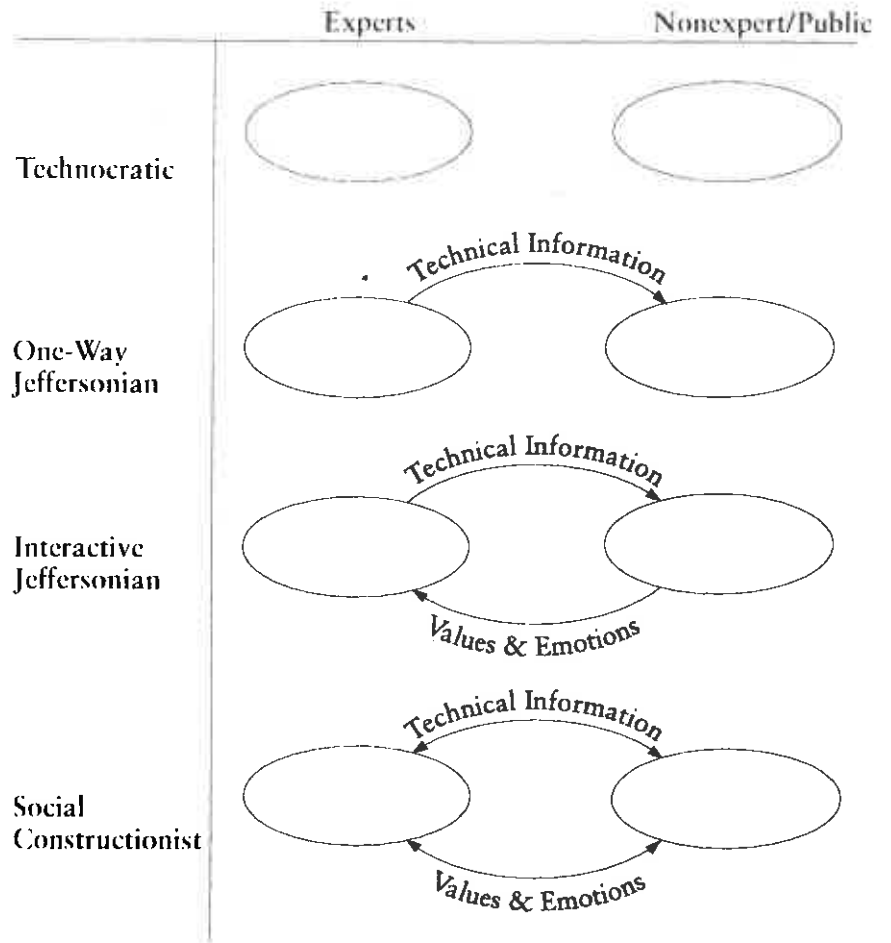 Experts Nonexpert/Public
Technocratic
Technical Information
One-Way
Jeffersonian
Technical Information
Interactive
Jeffersonian
Values & Emotions
Technical Information
Social
Constructionist
Values & Emotions